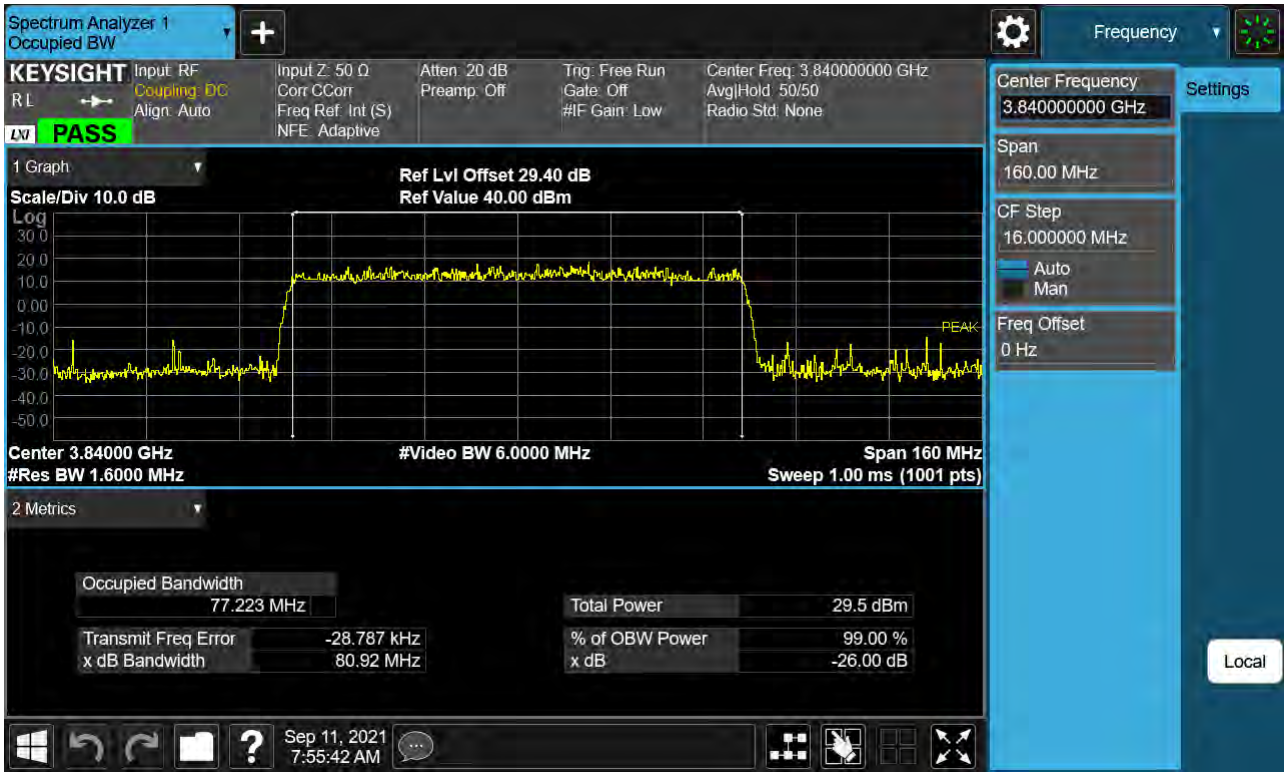 Spectrum Analyzer 1
Occupied BW
+
Frequency
KEYSIGHT
RL
LXI
PASS
Input: RF
Coupling: DC
Align: Auto
Input Z: 50 Ω
Corr CCorr
Freq Ref: Int (S)
NFE: Adaptive
Atten: 20 dB
Preamp: Off
Trig: Free Run
Gate: Off
#IF Gain: Low
Center Freq: 3.840000000 GHz
Avg|Hold: 50/50
Radio Std: None
Center Frequency
3.840000000 GHz
Settings
Span
160.00 MHz
CF Step
16.000000 MHz
Auto
Man
Freq Offset
0 Hz
Local
1 Graph
Scale/Div 10.0 dB
Ref Lvl Offset 29.40 dB
Ref Value 40.00 dBm
Log
30.0
20.0
10.0
0.00
-10.0
-20.0
-30.0
-40.0
-50.0
PEAK
Center 3.84000 GHz
#Video BW 6.0000 MHz
Span 160 MHz
#Res BW 1.6000 MHz
Sweep 1.00 ms (1001 pts)
2 Metrics
Occupied Bandwidth
77.223 MHz
Total Power 29.5 dBm
Transmit Freq Error -28.787 kHz
% of OBW Power 99.00 %
x dB Bandwidth 80.92 MHz
x dB -26.00 dB
?
Sep 11, 2021
7:55:42 AM